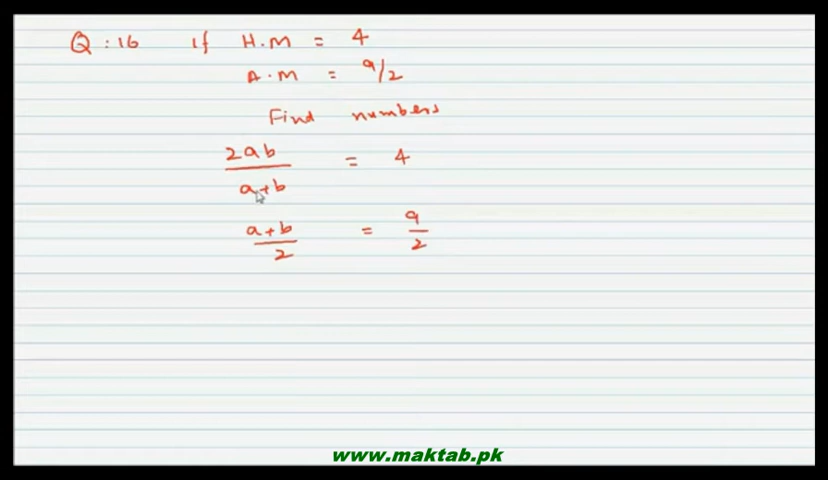 Q : 16 If H.M = 4
A.M = 9/2
Find numbers
2ab / a+b = 4
a+b / 2 = 9 / 2
www.maktab.pk